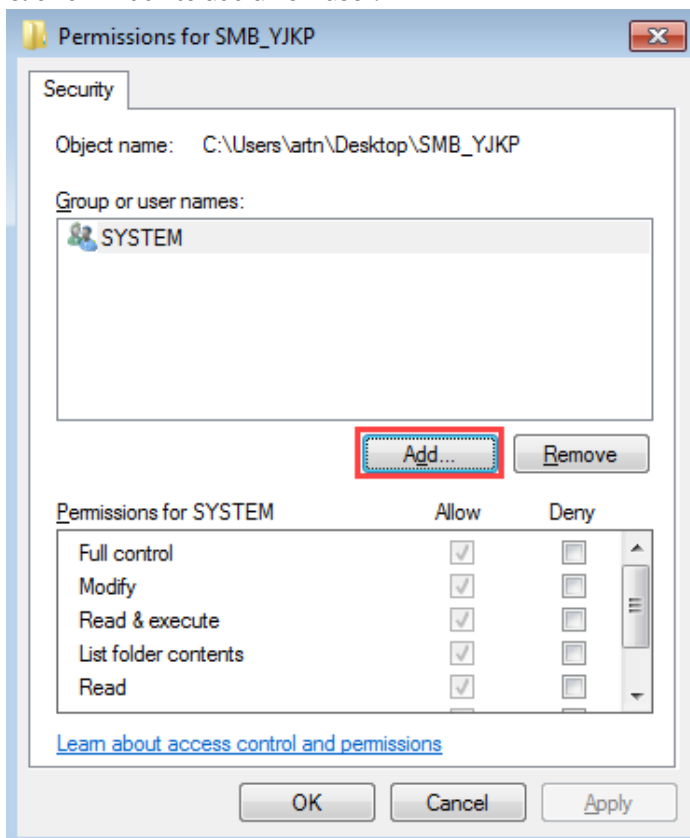 Permissions for SMB_YJKP
Security
Object name: C:\Users\artn\Desktop\SMB_YJKP
Group or user names:
SYSTEM
Add... Remove
Permissions for SYSTEM Allow Deny
Full control
Modify
Read & execute
List folder contents
Read
Learn about access control and permissions
OK Cancel Apply